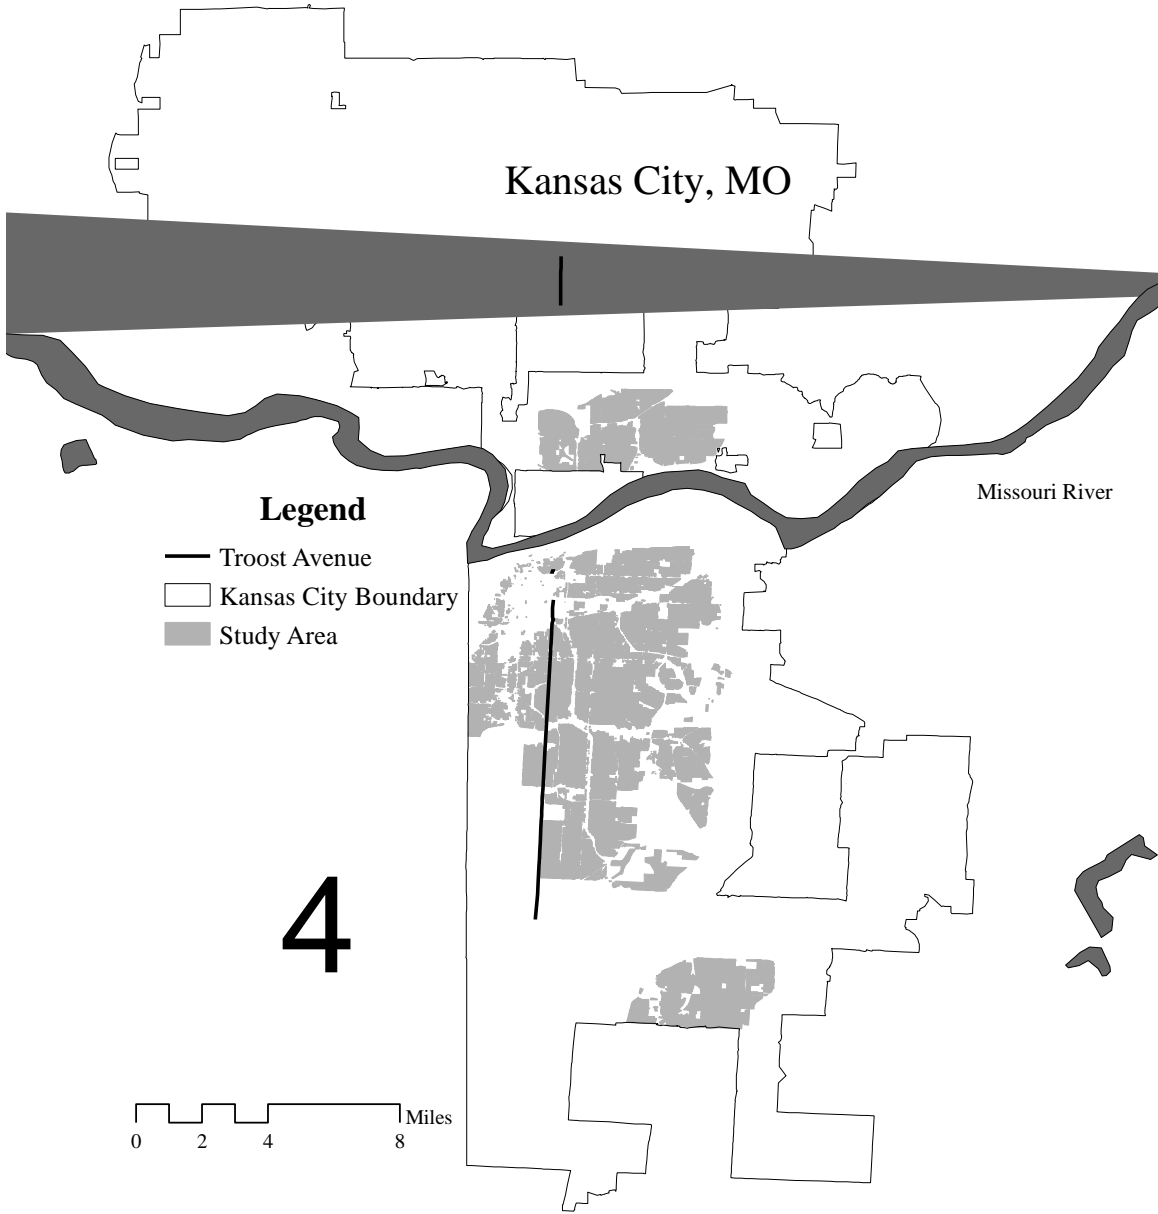 Kansas City, MO
Missouri River
Legend
Troost Avenue
Kansas City Boundary
Study Area
4
Miles
0 2 4 8